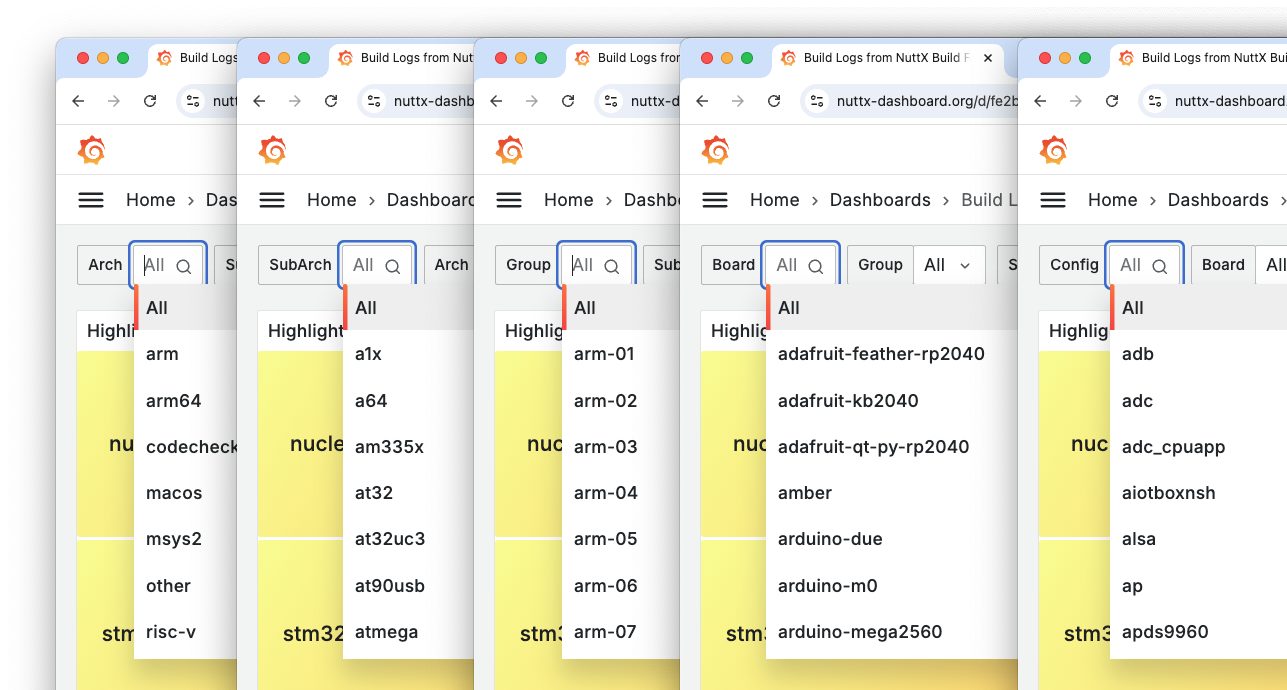 Build Logs
nutt
Home › Das
Arch All Su
All
Highli
arm
arm64
nu
codecheck
macos
msys2
other
risc-v
stm
Build Logs from Nut
nuttx-dashb
Home › Dashboard
SubArch All Arch
All
Highlight
a1x
a64
nucle
am335x
at32
at32uc3
at90usb
atmega
stm32
Build Logs from
nuttx-d
Home › Dashb
Group All Sub
All
Highlig
arm-01
arm-02
nuc
arm-03
arm-04
arm-05
arm-06
arm-07
stm3
Build Logs from NuttX Build F
nuttx-dashboard.org/d/fe2b
Home › Dashboards › Build L
Board All Group All S
All
Highlig
adafruit-feather-rp2040
adafruit-kb2040
nuc
adafruit-qt-py-rp2040
amber
arduino-due
arduino-m0
arduino-mega2560
stm3
Build Logs from NuttX Bui
nuttx-dashboard.
Home › Dashboards ›
Config All Board All
All
Highlig
adb
adc
nuc
adc_cpuapp
aiotboxnsh
alsa
ap
apds9960
stm3